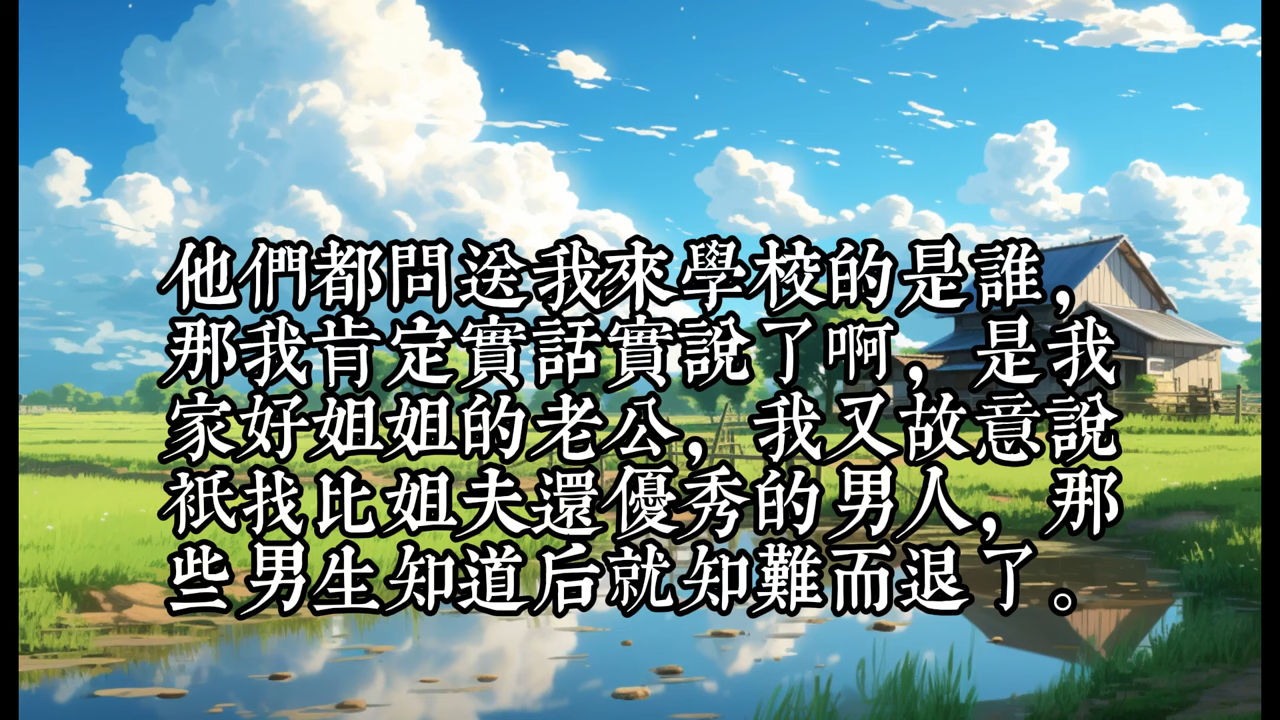 他們都問送我來學校的是誰，
那我肯定實話實說了啊，是我
家好姐姐的老公，我又故意說
祇找比姐夫還優秀的男人，那
些男生知道后就知難而退了。